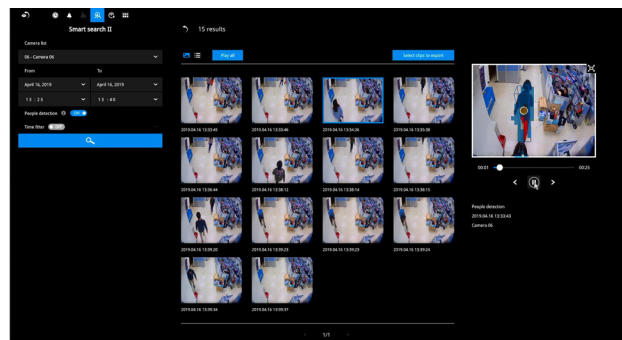 Smart search II
Camera list
06 - Camera 06
From
To
April 16, 2019
April 16, 2019
13 : 25
13 : 40
People detection
ON
Time filter
OFF
15 results
Play all
Select clips to export
2019.04.16 13:33:43
2019.04.16 13:33:46
2019.04.16 13:34:26
2019.04.16 13:35:38
2019.04.16 13:36:44
2019.04.16 13:38:12
2019.04.16 13:38:14
2019.04.16 13:38:15
2019.04.16 13:39:20
2019.04.16 13:39:23
2019.04.16 13:39:23
2019.04.16 13:39:24
2019.04.16 13:39:34
2019.04.16 13:39:37
1/1
00:01
00:25
People detection
2019.04.16 13:33:43
Camera 06